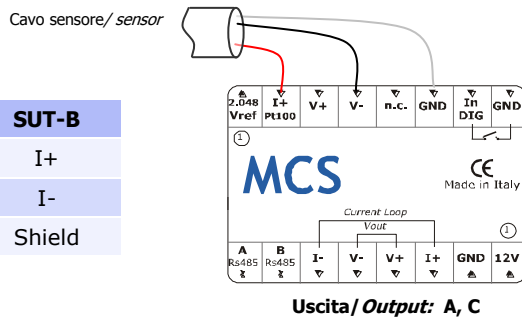 Cavo sensore/ sensor
SUT-B
I+
I-
Shield
2.048 Vref
I+ Pt100
V+
V-
n.c.
GND
In DIG
GND
1
MCS
CE
Made in Italy
Current Loop
Vout
1
A Rs485
B Rs485
I-
V-
V+
I+
GND
12V
Uscita/Output: A, C